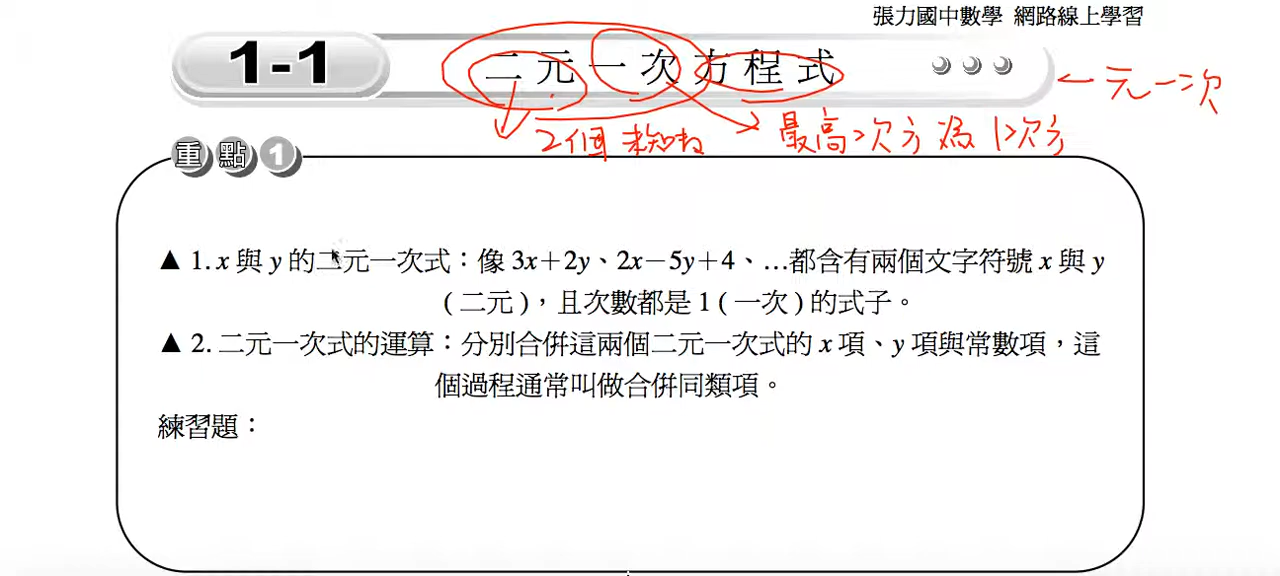 張力國中數學 網路線上學習
1-1 二元一次方程式
←元一次
2個 未知數
最高次方為1次方
重點1
▲ 1. x 與 y 的二元一次式：像 3x＋2y、2x－5y＋4、…都含有兩個文字符號 x 與 y
(二元)，且次數都是 1 (一次) 的式子。
▲ 2. 二元一次式的運算：分別合併這兩個二元一次式的 x 項、y 項與常數項，這
個過程通常叫做合併同類項。
練習題：